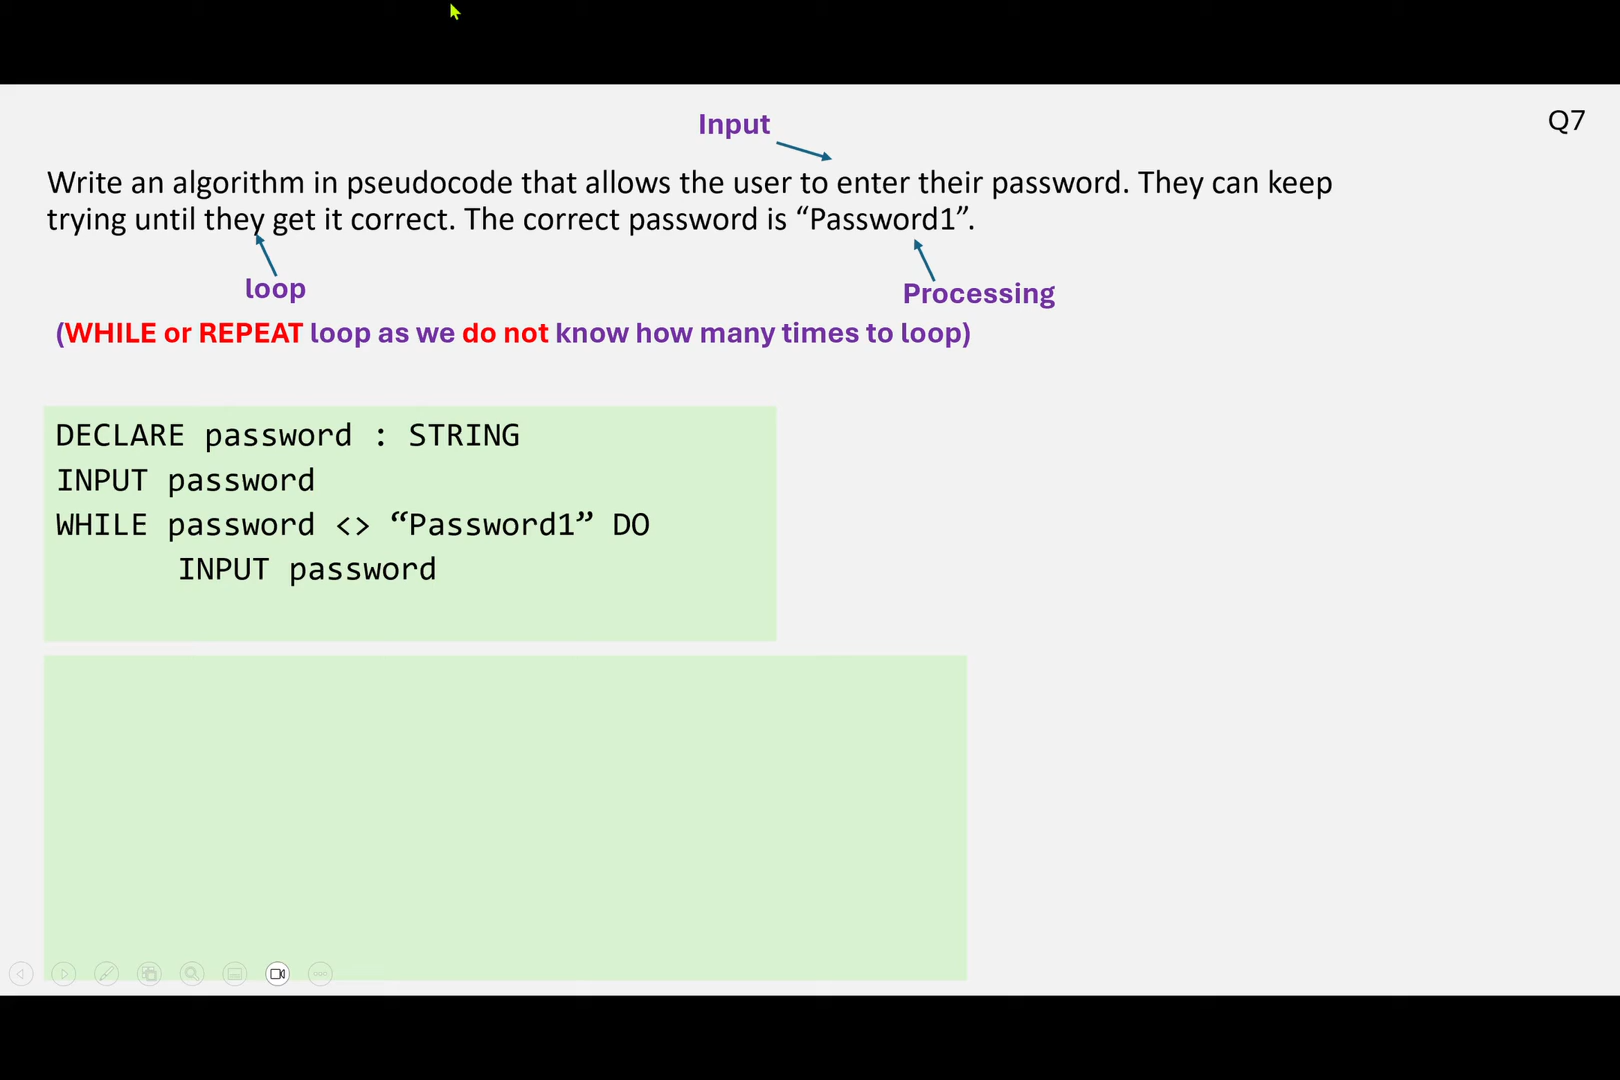 Input
Q7
Write an algorithm in pseudocode that allows the user to enter their password. They can keep
trying until they get it correct. The correct password is “Password1”.
loop
Processing
(WHILE or REPEAT loop as we do not know how many times to loop)
DECLARE password : STRING
INPUT password
WHILE password <> “Password1” DO
INPUT password